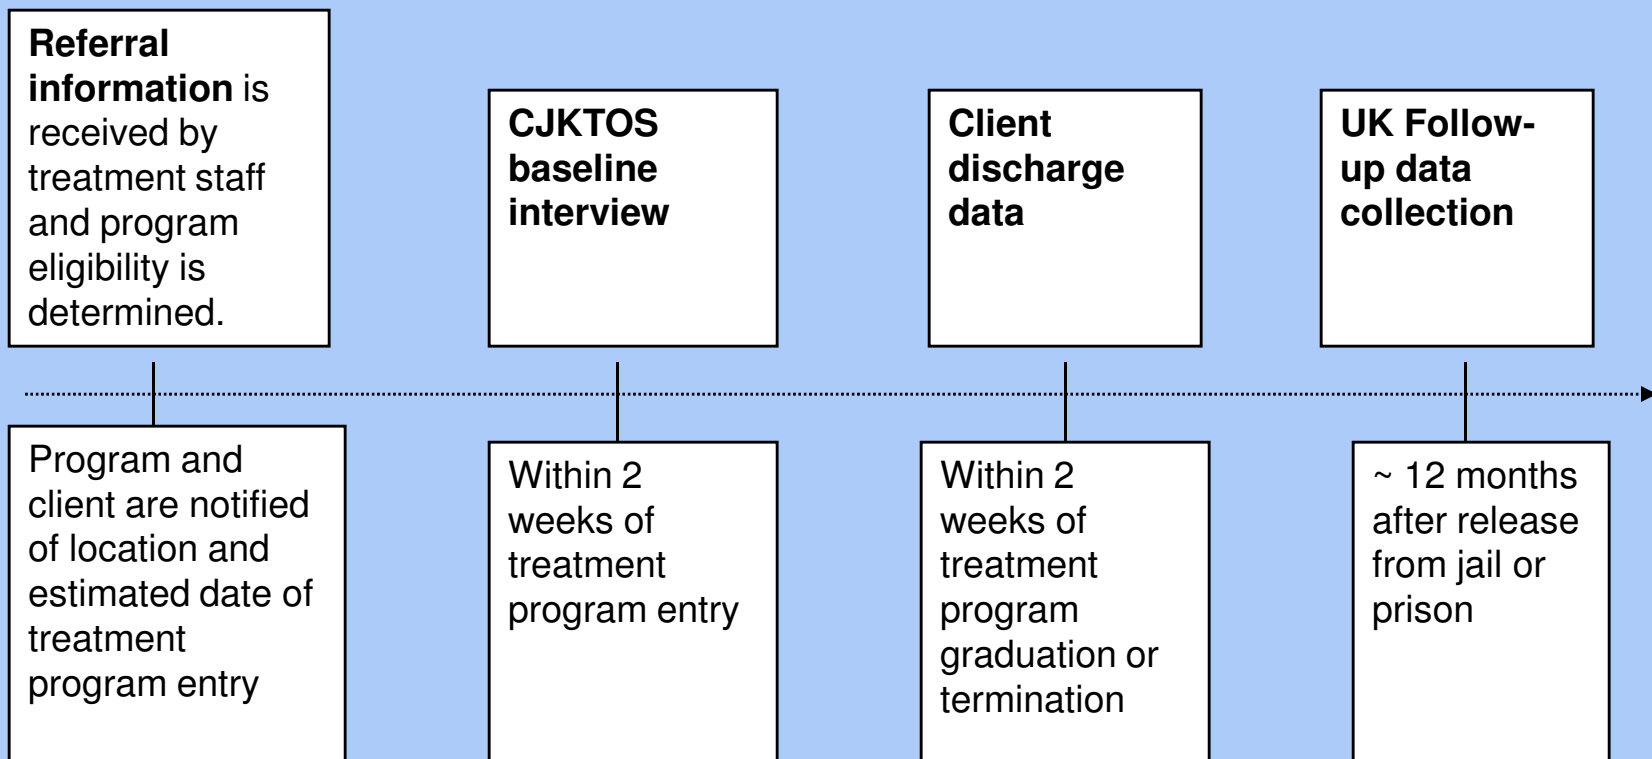 Referral
information is
received by
treatment staff
and program
eligibility is
determined.
CJKTOS
baseline
interview
Client
discharge
data
UK Follow-
up data
collection
Program and
client are notified
of location and
estimated date of
treatment
program entry
Within 2
weeks of
treatment
program entry
Within 2
weeks of
treatment
program
graduation or
termination
~ 12 months
after release
from jail or
prison